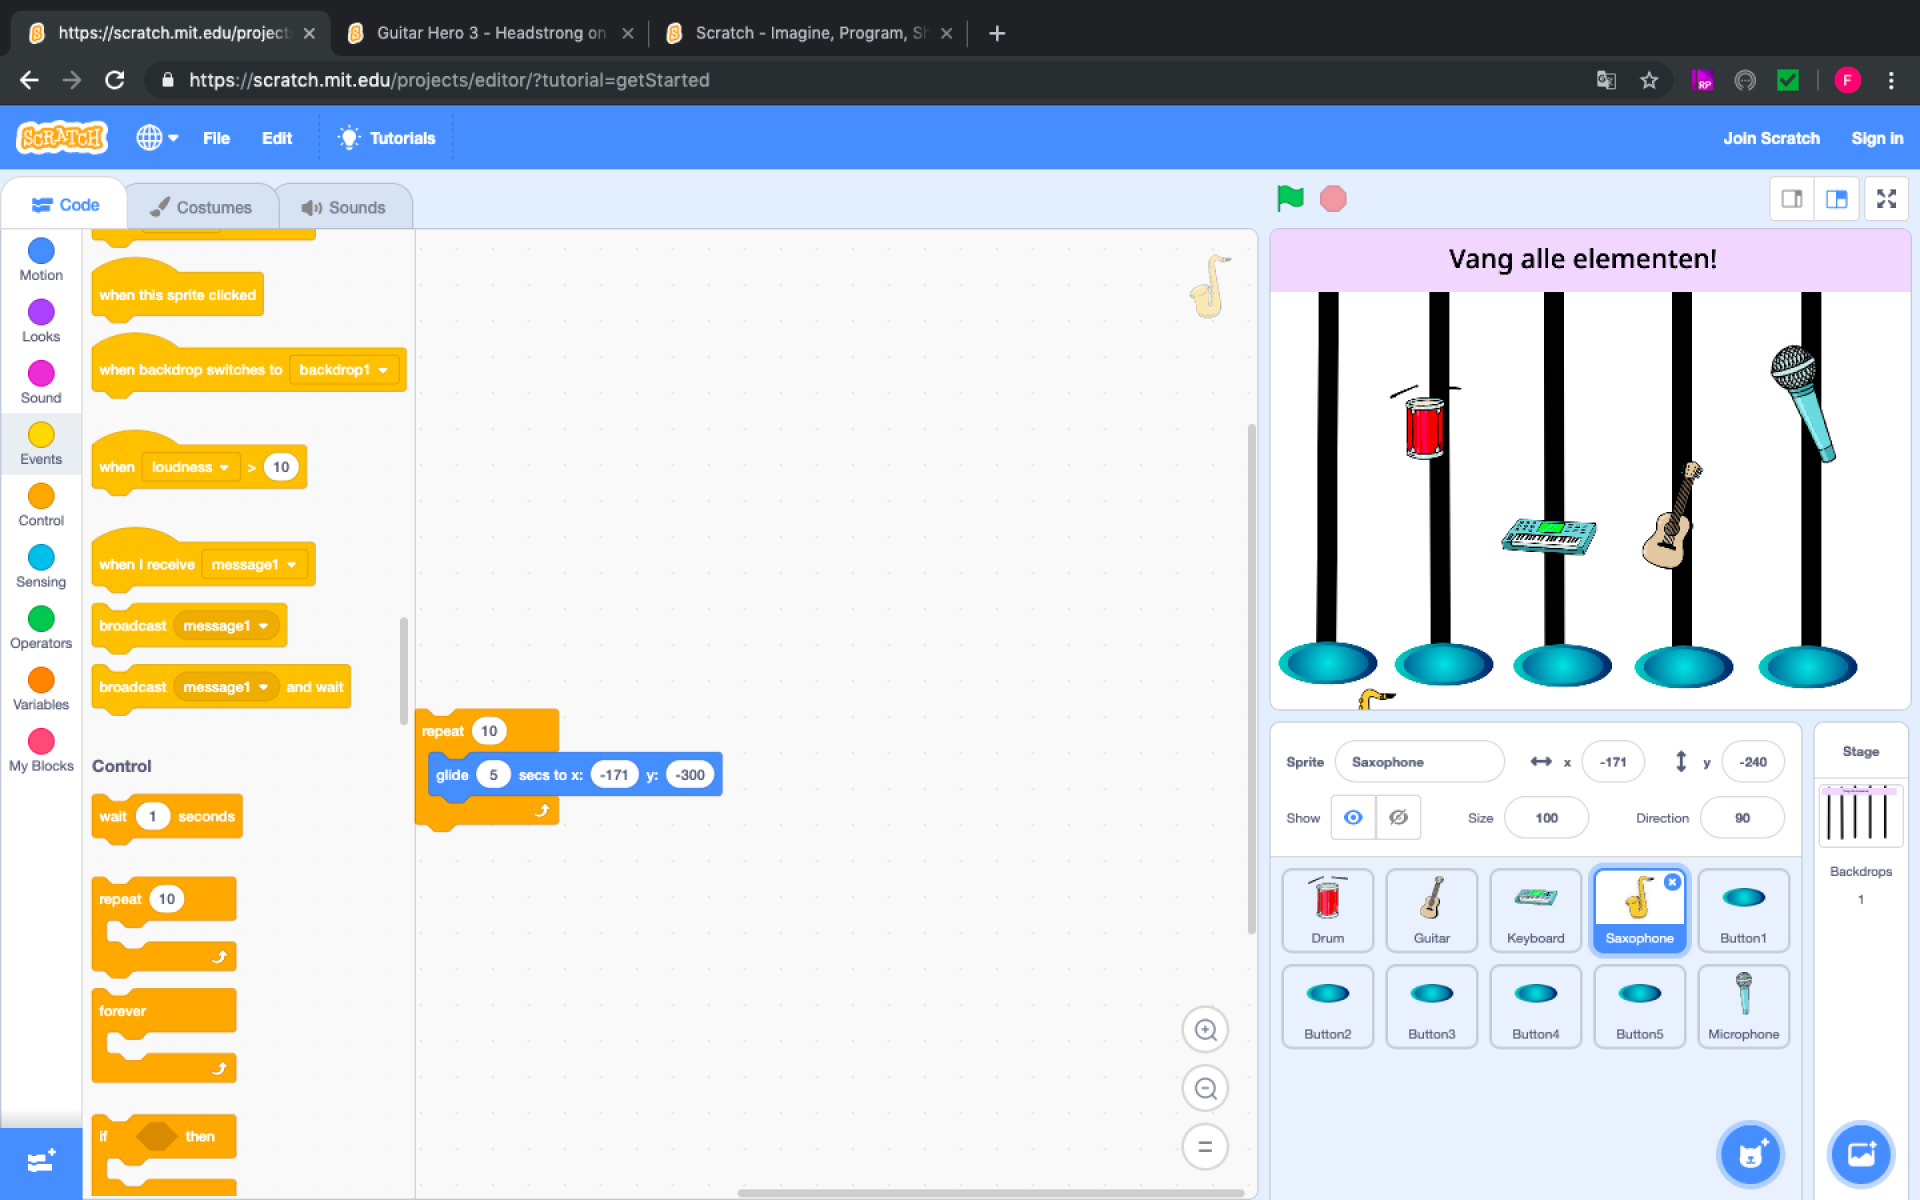 https://scratch.mit.edu/project
Guitar Hero 3 - Headstrong on
Scratch - Imagine, Program, Sh
https://scratch.mit.edu/projects/editor/?tutorial=getStarted
RP
F
SCRATCH
File
Edit
Tutorials
Join Scratch
Sign in
Code
Costumes
Sounds
Motion
Looks
Sound
Events
Control
Sensing
Operators
Variables
My Blocks
when this sprite clicked
when backdrop switches to backdrop1
when loudness > 10
when I receive message1
broadcast message1
broadcast message1 and wait
Control
wait 1 seconds
repeat 10
forever
if then
repeat 10
glide 5 secs to x: -171 y: -300
Vang alle elementen!
Sprite Saxophone x -171 y -240
Show Size 100 Direction 90
Drum
Guitar
Keyboard
Saxophone
Button1
Button2
Button3
Button4
Button5
Microphone
Stage
Backdrops
1